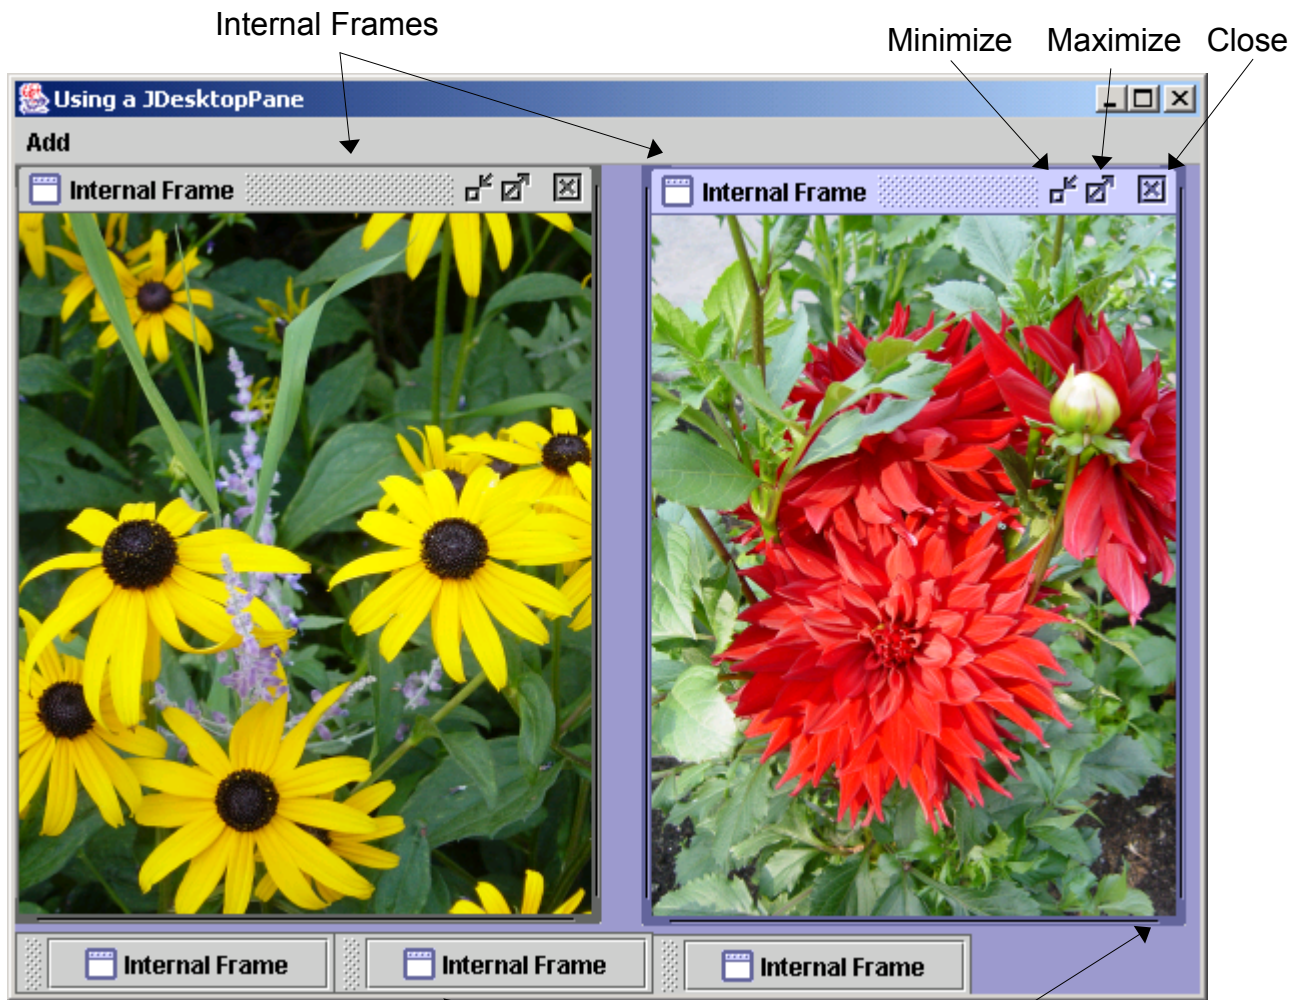 Internal Frames
Minimize Maximize Close
Using a JDesktopPane
Add
Internal Frame
Internal Frame
Internal Frame
Internal Frame
Internal Frame